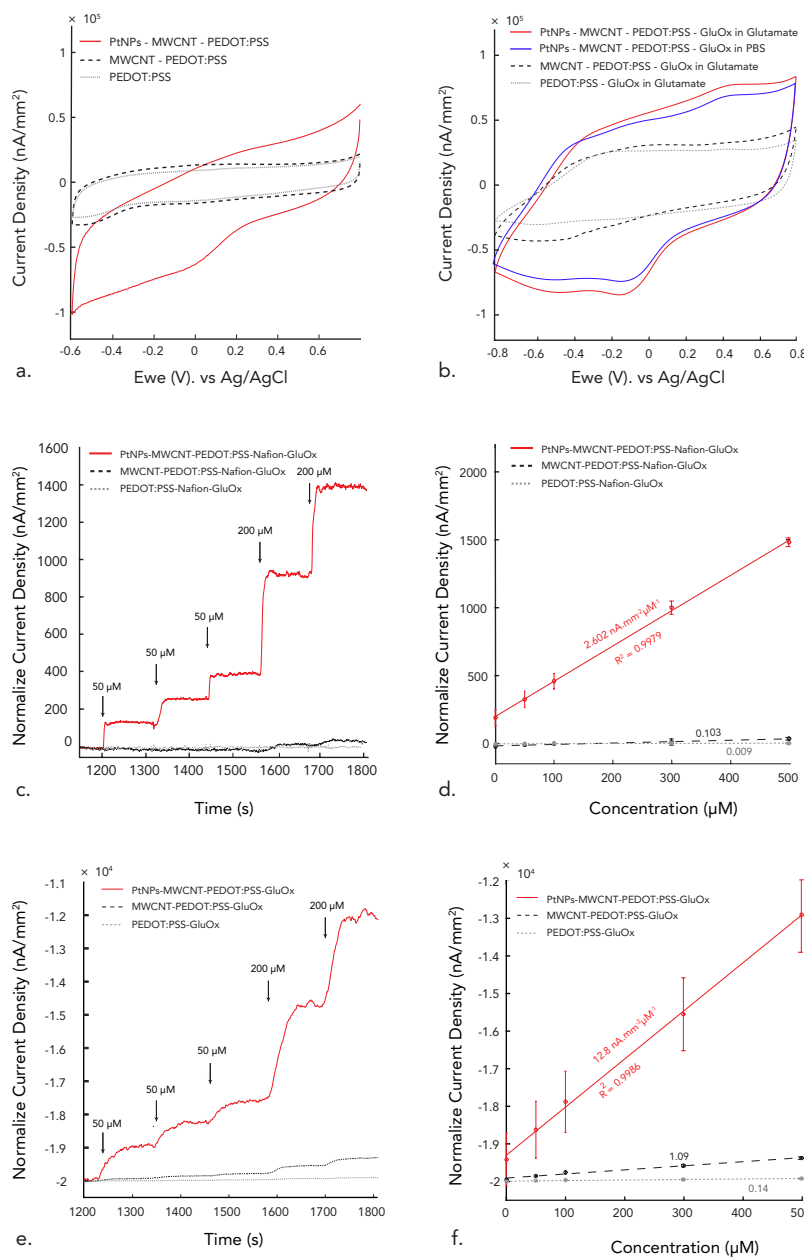 × 10⁵
PtNPs - MWCNT - PEDOT:PSS
MWCNT - PEDOT:PSS
PEDOT:PSS
1
0.5
0
-0.5
-1
-0.6
-0.4
-0.2
0
0.2
0.4
0.6
Current Density (nA/mm²)
Ewe (V). vs Ag/AgCl
a.
× 10⁵
PtNPs - MWCNT - PEDOT:PSS - GluOx in Glutamate
PtNPs - MWCNT - PEDOT:PSS - GluOx in PBS
MWCNT - PEDOT:PSS - GluOx in Glutamate
PEDOT:PSS - GluOx in Glutamate
1
0.5
0
-0.5
-1
-0.8
-0.6
-0.4
-0.2
0
0.2
0.4
0.6
0.8
Current Density (nA/mm²)
Ewe (V). vs Ag/AgCl
b.
PtNPs-MWCNT-PEDOT:PSS-Nafion-GluOx
MWCNT-PEDOT:PSS-Nafion-GluOx
PEDOT:PSS-Nafion-GluOx
1600
1400
1200
1000
800
600
400
200
0
50 µM
50 µM
50 µM
200 µM
200 µM
1200
1300
1400
1500
1600
1700
1800
Normalize Current Density (nA/mm²)
Time (s)
c.
PtNPs-MWCNT-PEDOT:PSS-Nafion-GluOx
MWCNT-PEDOT:PSS-Nafion-GluOx
PEDOT:PSS-Nafion-GluOx
2000
1500
1000
500
0
2.602 nA.mm⁻²µM⁻¹
R² = 0.9979
0.103
0.009
0
100
200
300
400
500
Normalize Current Density (nA/mm²)
Concentration (µM)
d.
× 10⁴
PtNPs-MWCNT-PEDOT:PSS-GluOx
MWCNT-PEDOT:PSS-GluOx
PEDOT:PSS-GluOx
-1.1
-1.2
-1.3
-1.4
-1.5
-1.6
-1.7
-1.8
-1.9
-2
50 µM
50 µM
50 µM
200 µM
200 µM
1200
1300
1400
1500
1600
1700
1800
Normalize Current Density (nA/mm²)
Time (s)
e.
× 10⁴
PtNPs-MWCNT-PEDOT:PSS-GluOx
MWCNT-PEDOT:PSS-GluOx
PEDOT:PSS-GluOx
-1.2
-1.3
-1.4
-1.5
-1.6
-1.7
-1.8
-1.9
-2
12.8 nA.mm⁻²µM⁻¹
R² = 0.9986
1.09
0.14
0
100
200
300
400
500
Normalize Current Density (nA/mm²)
Concentration (µM)
f.